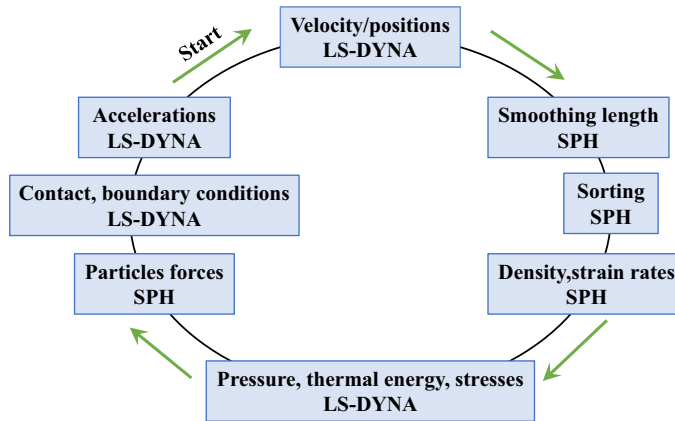 Velocity/positions
LS-DYNA
Start
Accelerations
LS-DYNA
Smoothing length
SPH
Contact, boundary conditions
LS-DYNA
Sorting
SPH
Particles forces
SPH
Density,strain rates
SPH
Pressure, thermal energy, stresses
LS-DYNA